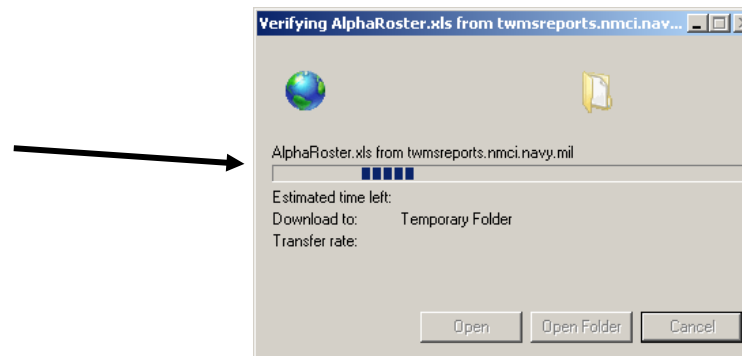 Verifying AlphaRoster.xls from twmsreports.nmci.nav...
AlphaRoster.xls from twmsreports.nmci.navy.mil
Estimated time left:
Download to: Temporary Folder
Transfer rate:
Open Open Folder Cancel